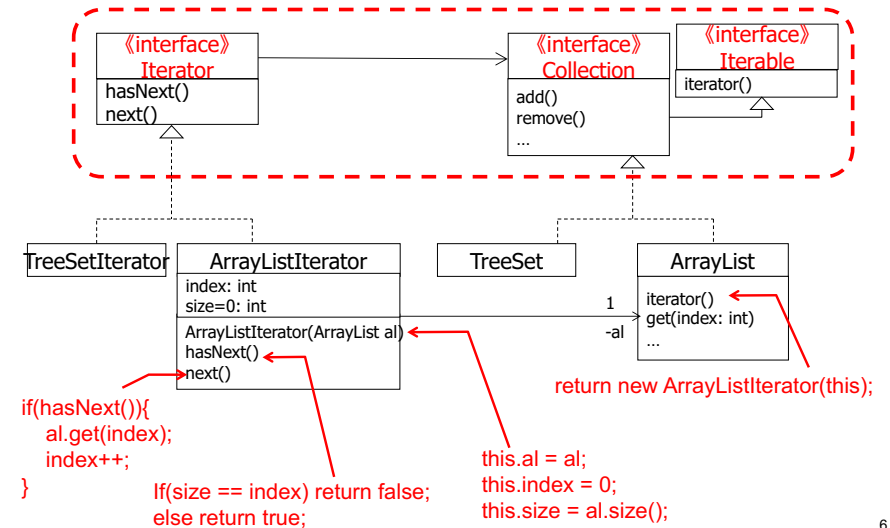 《interface》
Iterator
hasNext()
next()
《interface》
Collection
add()
remove()
...
《interface》
Iterable
iterator()
TreeSetIterator
ArrayListIterator
index: int
size=0: int
ArrayListIterator(ArrayList al)
hasNext()
next()
TreeSet
1
-al
ArrayList
iterator()
get(index: int)
...
return new ArrayListIterator(this);
if(hasNext()){
al.get(index);
index++;
}
If(size == index) return false;
else return true;
this.al = al;
this.index = 0;
this.size = al.size();
6